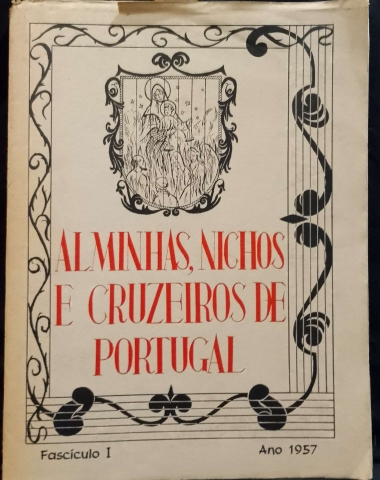 ALMINHAS, NICHOS
E CRUZEIROS DE
PORTUGAL
Fascículo I
Ano 1957